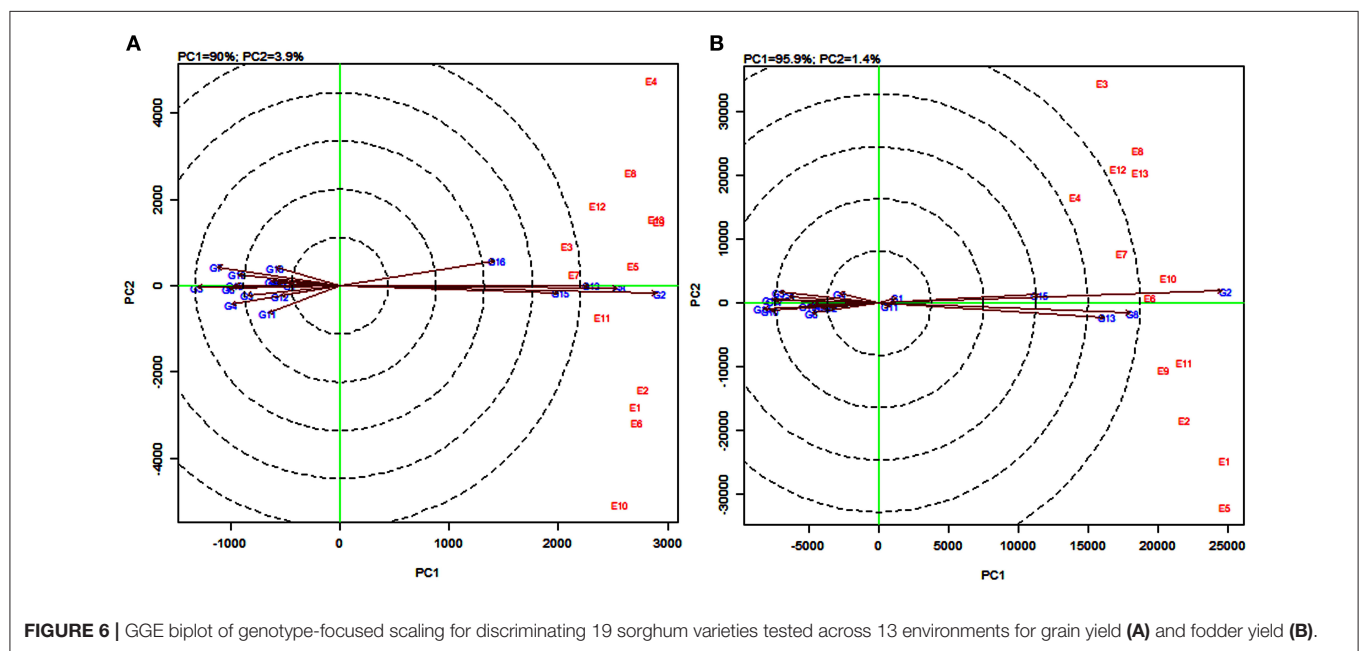 A
PC1=90%; PC2=3.9%
E4
E8
E12
E3
E5
E7
G16
G13
G15
G2
E11
E2
E1
E6
E10
G4
G12
G11
4000
2000
0
-2000
-4000
PC2
-1000
0
1000
2000
3000
PC1
B
PC1=95.9%; PC2=1.4%
E3
E8
E12
E13
E4
E7
E10
E6
G2
G1
G15
G11
G13
G8
E11
E9
E2
E1
E5
30000
20000
10000
0
-10000
-20000
-30000
PC2
-5000
0
5000
10000
15000
20000
25000
PC1
FIGURE 6 | GGE biplot of genotype-focused scaling for discriminating 19 sorghum varieties tested across 13 environments for grain yield (A) and fodder yield (B).